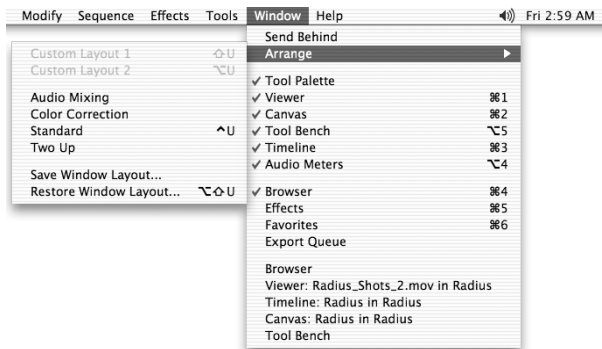 Modify Sequence Effects Tools Window Help Fri 2:59 AM
Send Behind
Arrange
Custom Layout 1 ⇧U
Custom Layout 2 ⌥U
Audio Mixing
Color Correction
Standard ^U
Two Up
Save Window Layout...
Restore Window Layout... ⌥⇧U
✓ Tool Palette
✓ Viewer ⌘1
✓ Canvas ⌘2
✓ Tool Bench ⌥5
✓ Timeline ⌘3
✓ Audio Meters ⌥4
✓ Browser ⌘4
Effects ⌘5
Favorites ⌘6
Export Queue
Browser
Viewer: Radius_Shots_2.mov in Radius
Timeline: Radius in Radius
Canvas: Radius in Radius
Tool Bench